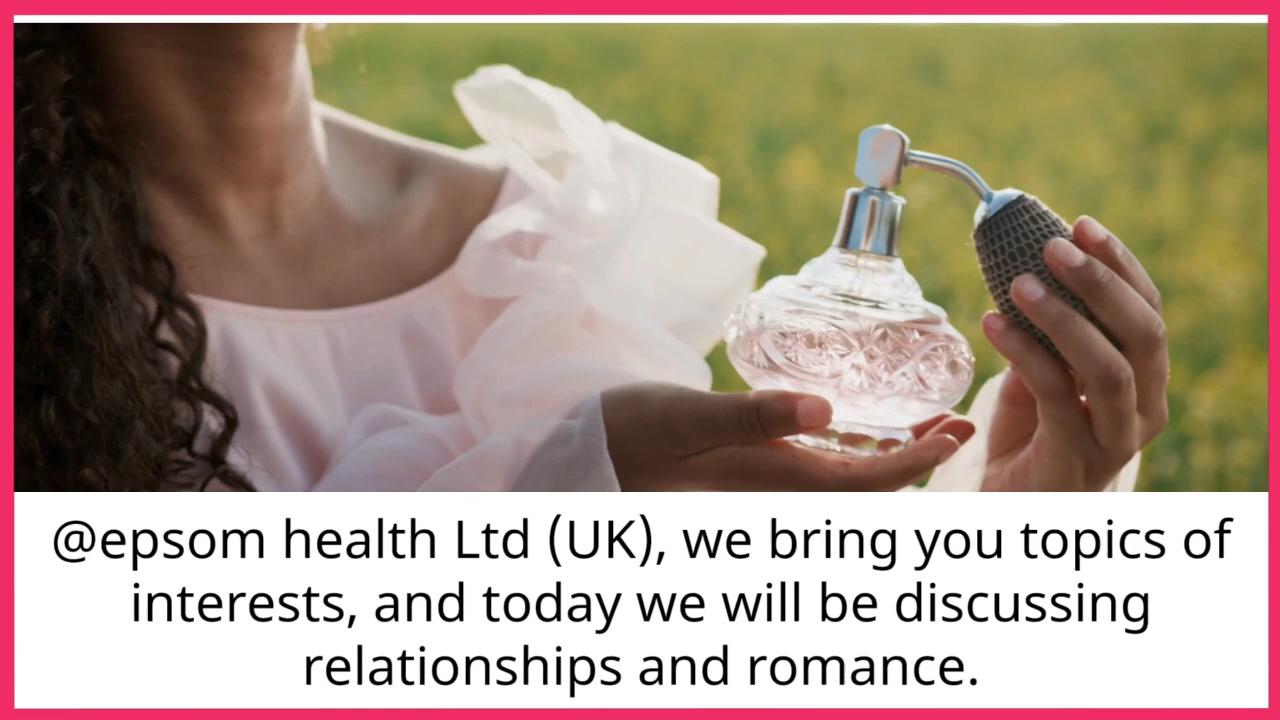 @epsom health Ltd (UK), we bring you topics of
interests, and today we will be discussing
relationships and romance.